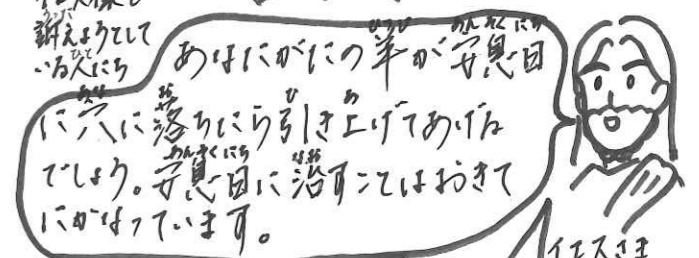 訴えようとして
いる人たち
あなたがたの羊が安息日
に穴に落ちたら引き上げてあげる
でしょう。安息日に治すことはおきて
にかなっています。
イエスさま